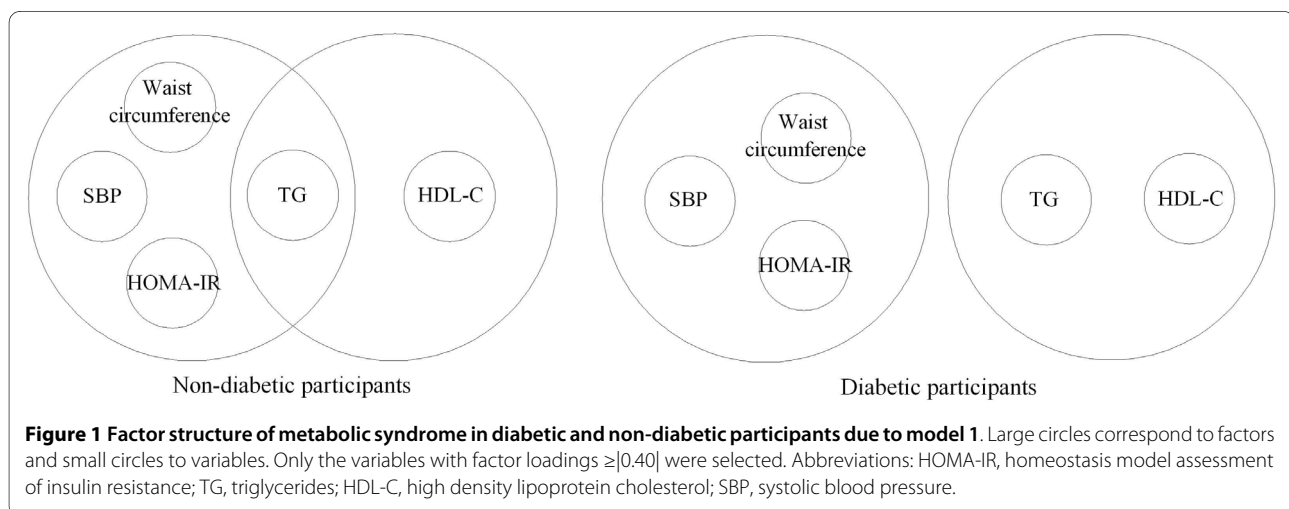 Waist
circumference
SBP
TG
HDL-C
HOMA-IR
Non-diabetic participants
Waist
circumference
SBP
TG
HDL-C
HOMA-IR
Diabetic participants
Figure 1 Factor structure of metabolic syndrome in diabetic and non-diabetic participants due to model 1. Large circles correspond to factors
and small circles to variables. Only the variables with factor loadings ≥|0.40| were selected. Abbreviations: HOMA-IR, homeostasis model assessment
of insulin resistance; TG, triglycerides; HDL-C, high density lipoprotein cholesterol; SBP, systolic blood pressure.